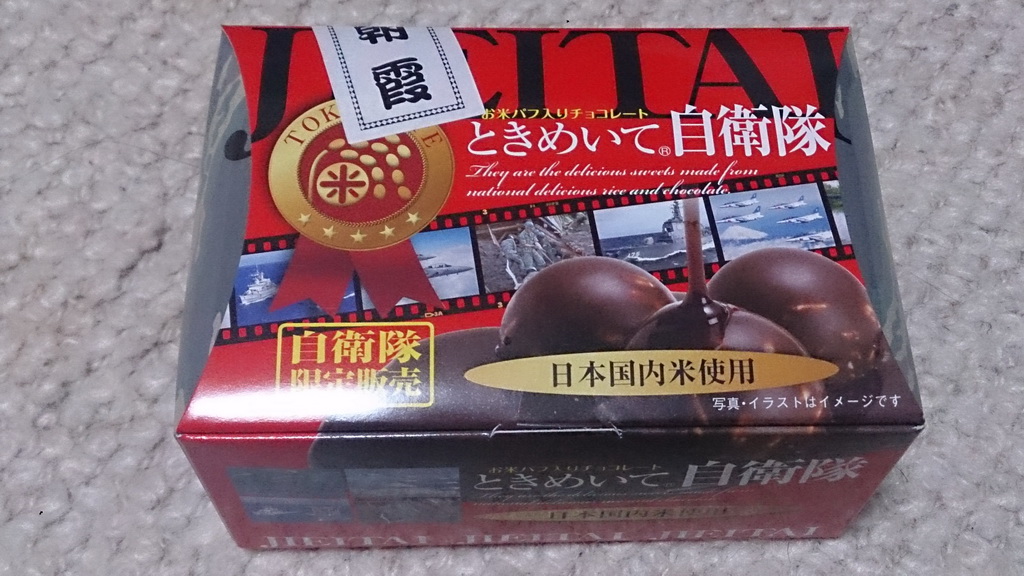 JIEITAI
朝霞
お米パフ入りチョコレート
ときめいて®自衛隊
They are the delicious sweets made from
national delicious rice and chocolate.
米
自衛隊
限定販売
日本国内米使用
写真・イラストはイメージです
お米パフ入りチョコレート
ときめいて 自衛隊
日本国内米使用
JIEITAI JIEITAI JIEITAI